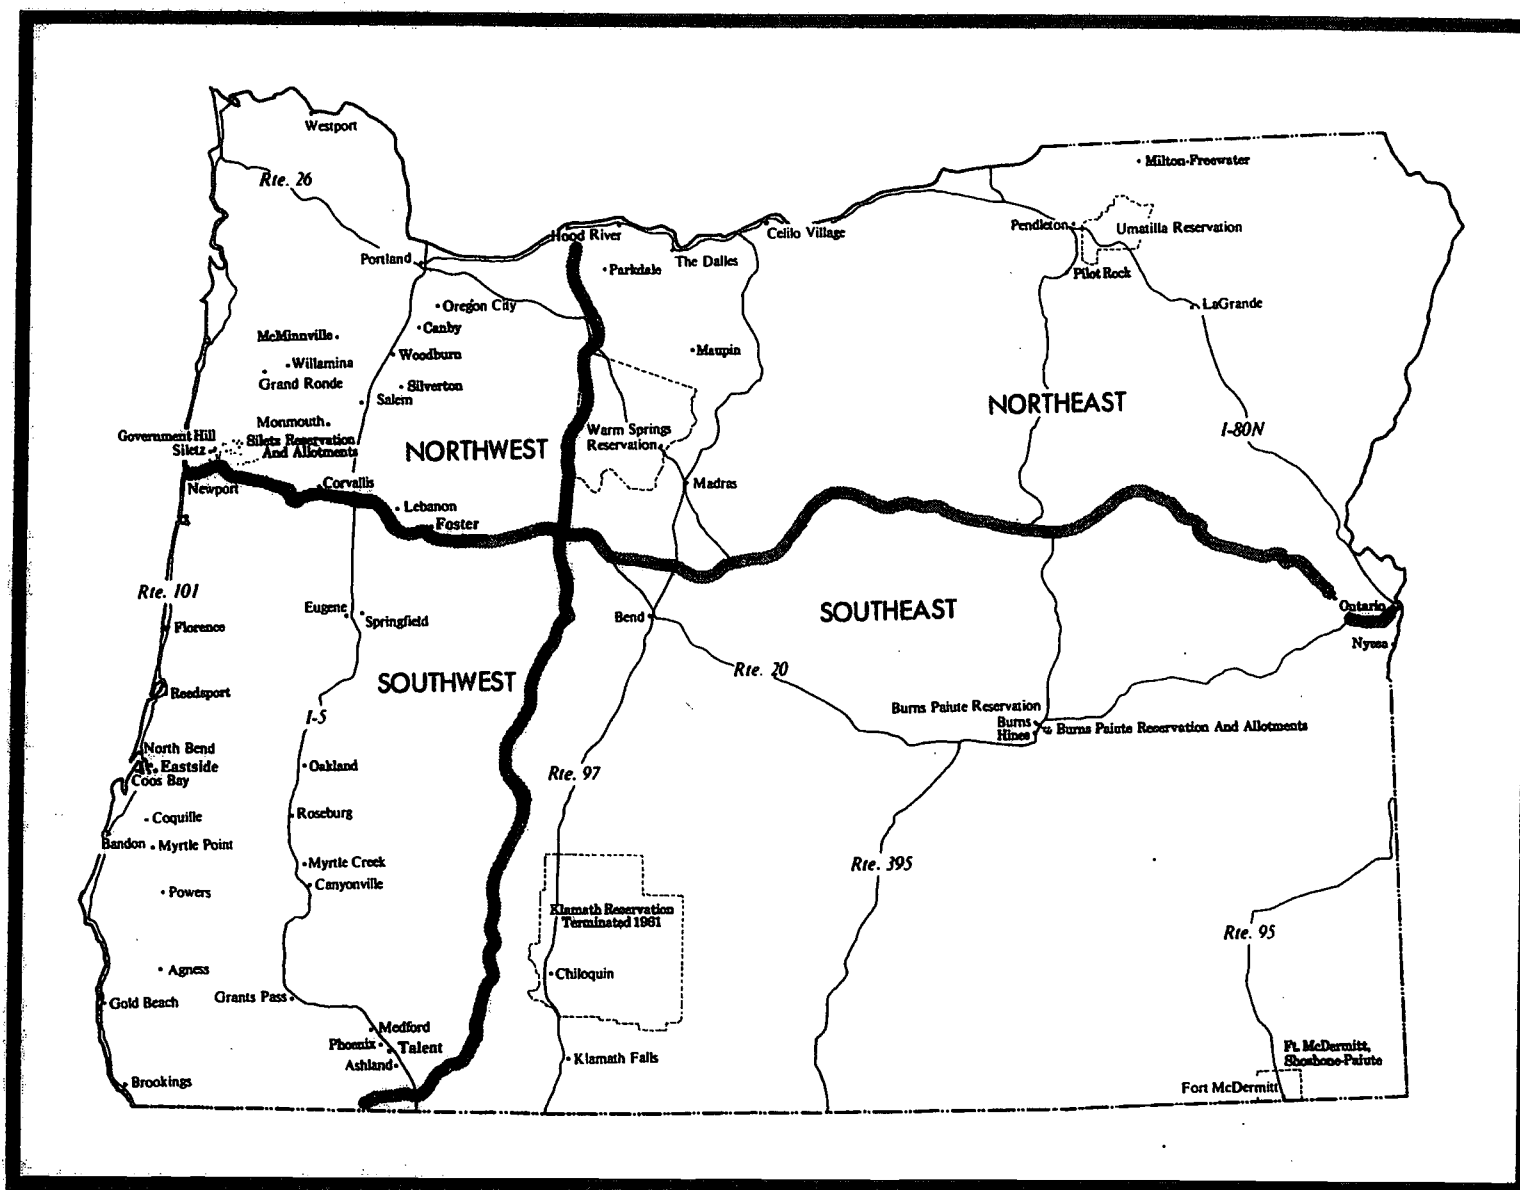 Westport
Milton-Freewater
Rte. 26
Hood River
Celilo Village
Pendleton
Umatilla Reservation
Portland
Parkdale
The Dalles
Pilot Rock
Oregon City
LaGrande
Canby
McMinnville
Woodburn
Maupin
Willamina
Grand Ronde
Silverton
Salem
NORTHEAST
Monmouth
Government Hill
Siletz
Siletz Reservation
And Allotments
NORTHWEST
Warm Springs
Reservation
I-80N
Newport
Corvallis
Madras
Lebanon
Foster
Rte. 101
Eugene
Springfield
Bend
SOUTHEAST
Ontario
Florence
Nyssa
Rte. 20
SOUTHWEST
Reedsport
I-5
Burns Paiute Reservation
Burns
Hines
Burns Paiute Reservation And Allotments
North Bend
Eastside
Coos Bay
Oakland
Rte. 97
Coquille
Roseburg
Bandon
Myrtle Point
Myrtle Creek
Canyonville
Rte. 395
Powers
Klamath Reservation
Terminated 1961
Rte. 95
Agness
Chiloquin
Gold Beach
Grants Pass
Medford
Phoenix
Talent
Ashland
Klamath Falls
Ft. McDermitt,
Shoshone-Paiute
Brookings
Fort McDermitt